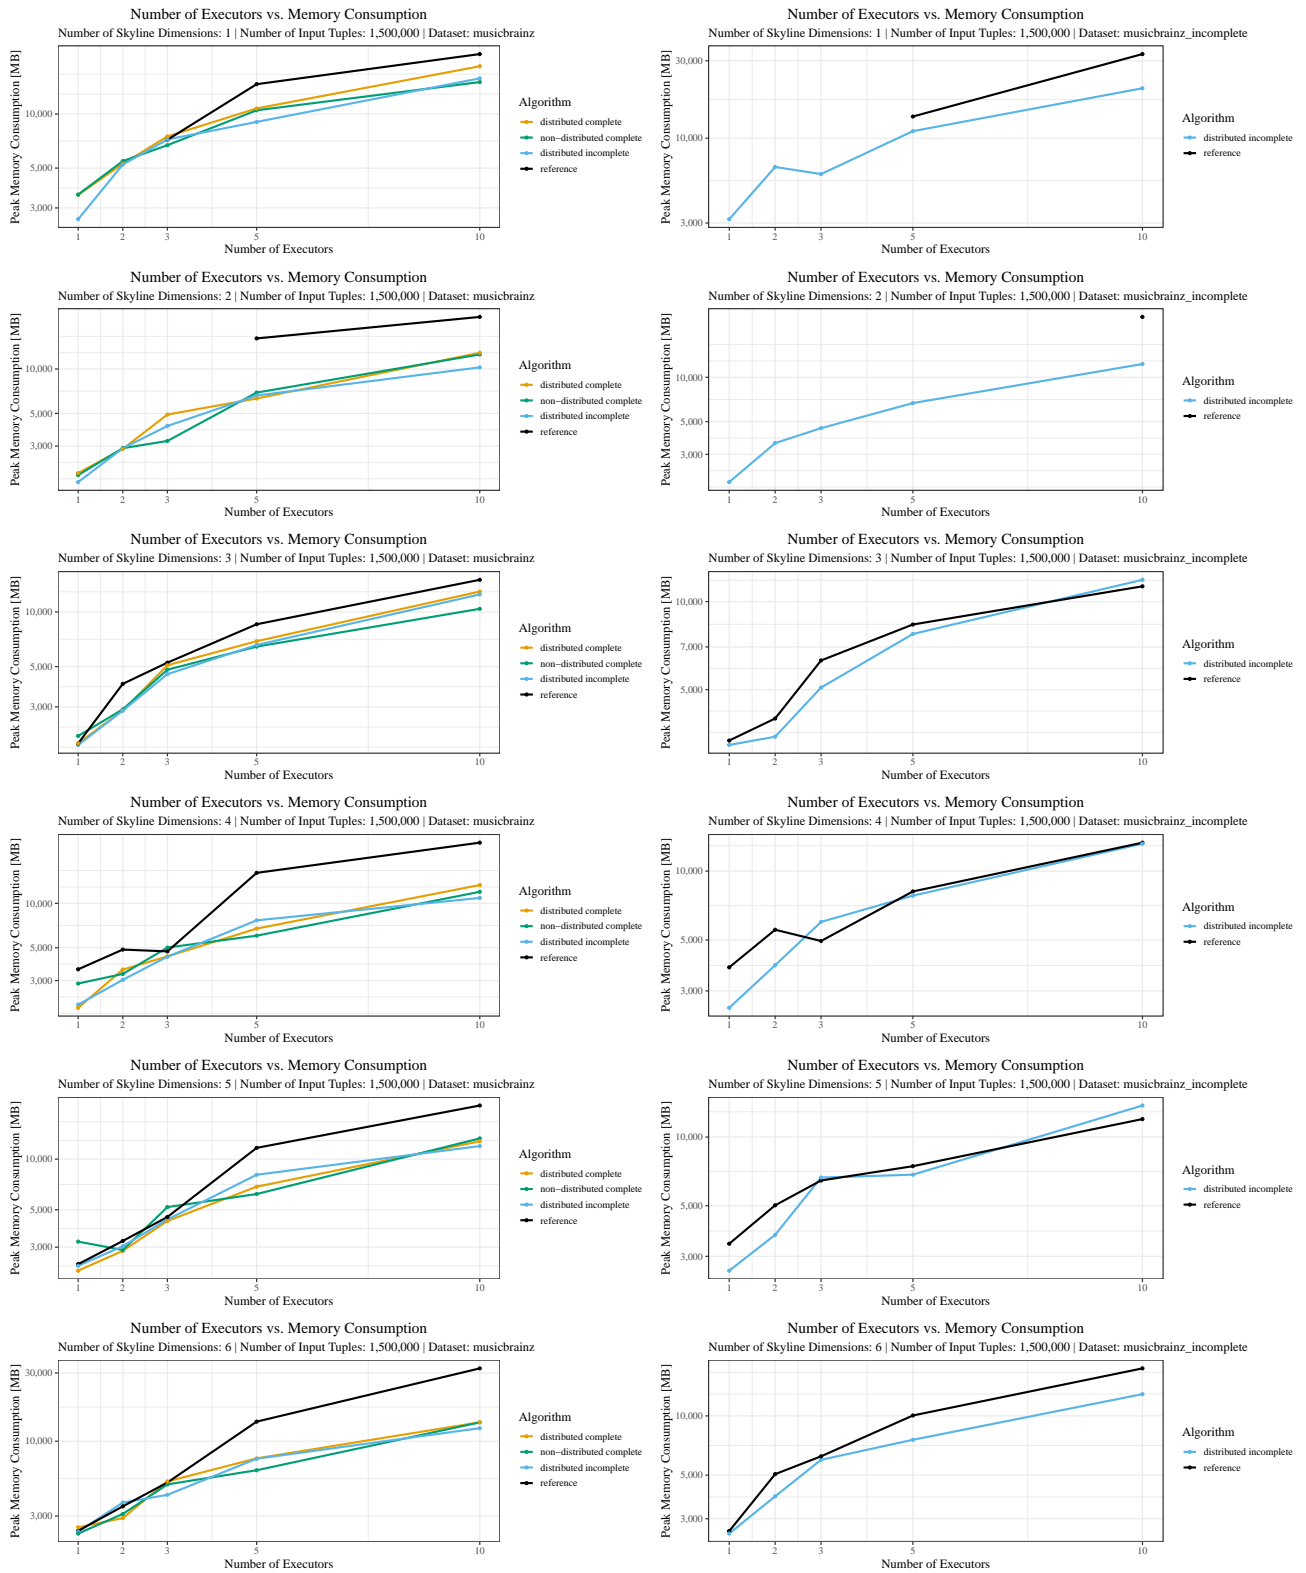 Number of Executors vs. Memory Consumption
Number of Skyline Dimensions: 1 | Number of Input Tuples: 1,500,000 | Dataset: musicbrainz
Peak Memory Consumption [MB]
10,000
5,000
3,000
1
2
3
5
10
Number of Executors
Algorithm
distributed complete
non−distributed complete
distributed incomplete
reference
Number of Executors vs. Memory Consumption
Number of Skyline Dimensions: 1 | Number of Input Tuples: 1,500,000 | Dataset: musicbrainz_incomplete
Peak Memory Consumption [MB]
30,000
10,000
3,000
1
2
3
5
10
Number of Executors
Algorithm
distributed incomplete
reference
Number of Executors vs. Memory Consumption
Number of Skyline Dimensions: 2 | Number of Input Tuples: 1,500,000 | Dataset: musicbrainz
Peak Memory Consumption [MB]
10,000
5,000
3,000
1
2
3
5
10
Number of Executors
Algorithm
distributed complete
non−distributed complete
distributed incomplete
reference
Number of Executors vs. Memory Consumption
Number of Skyline Dimensions: 2 | Number of Input Tuples: 1,500,000 | Dataset: musicbrainz_incomplete
Peak Memory Consumption [MB]
10,000
5,000
3,000
1
2
3
5
10
Number of Executors
Algorithm
distributed incomplete
reference
Number of Executors vs. Memory Consumption
Number of Skyline Dimensions: 3 | Number of Input Tuples: 1,500,000 | Dataset: musicbrainz
Peak Memory Consumption [MB]
10,000
5,000
3,000
1
2
3
5
10
Number of Executors
Algorithm
distributed complete
non−distributed complete
distributed incomplete
reference
Number of Executors vs. Memory Consumption
Number of Skyline Dimensions: 3 | Number of Input Tuples: 1,500,000 | Dataset: musicbrainz_incomplete
Peak Memory Consumption [MB]
10,000
7,000
5,000
1
2
3
5
10
Number of Executors
Algorithm
distributed incomplete
reference
Number of Executors vs. Memory Consumption
Number of Skyline Dimensions: 4 | Number of Input Tuples: 1,500,000 | Dataset: musicbrainz
Peak Memory Consumption [MB]
10,000
5,000
3,000
1
2
3
5
10
Number of Executors
Algorithm
distributed complete
non−distributed complete
distributed incomplete
reference
Number of Executors vs. Memory Consumption
Number of Skyline Dimensions: 4 | Number of Input Tuples: 1,500,000 | Dataset: musicbrainz_incomplete
Peak Memory Consumption [MB]
10,000
5,000
3,000
1
2
3
5
10
Number of Executors
Algorithm
distributed incomplete
reference
Number of Executors vs. Memory Consumption
Number of Skyline Dimensions: 5 | Number of Input Tuples: 1,500,000 | Dataset: musicbrainz
Peak Memory Consumption [MB]
10,000
5,000
3,000
1
2
3
5
10
Number of Executors
Algorithm
distributed complete
non−distributed complete
distributed incomplete
reference
Number of Executors vs. Memory Consumption
Number of Skyline Dimensions: 5 | Number of Input Tuples: 1,500,000 | Dataset: musicbrainz_incomplete
Peak Memory Consumption [MB]
10,000
5,000
3,000
1
2
3
5
10
Number of Executors
Algorithm
distributed incomplete
reference
Number of Executors vs. Memory Consumption
Number of Skyline Dimensions: 6 | Number of Input Tuples: 1,500,000 | Dataset: musicbrainz
Peak Memory Consumption [MB]
30,000
10,000
3,000
1
2
3
5
10
Number of Executors
Algorithm
distributed complete
non−distributed complete
distributed incomplete
reference
Number of Executors vs. Memory Consumption
Number of Skyline Dimensions: 6 | Number of Input Tuples: 1,500,000 | Dataset: musicbrainz_incomplete
Peak Memory Consumption [MB]
10,000
5,000
3,000
1
2
3
5
10
Number of Executors
Algorithm
distributed incomplete
reference